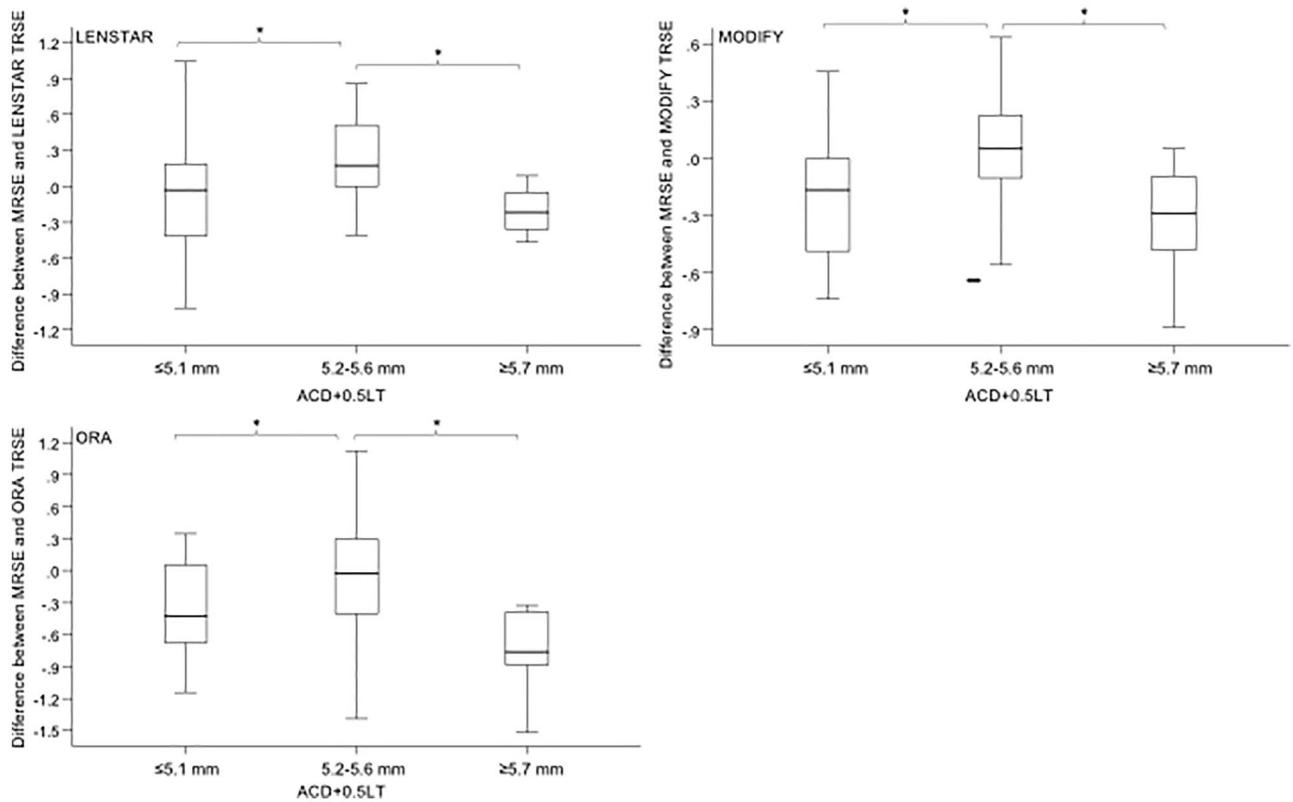 Difference between MRSE and LENSTAR TRSE
LENSTAR
*
*
1.2
.9
.6
.3
.0
-.3
-.6
-.9
-1.2
≤5.1 mm
5.2-5.6 mm
≥5.7 mm
ACD+0.5LT
Difference between MRSE and MODIFY TRSE
MODIFY
*
*
.6
.3
.0
-.3
-.6
-.9
≤5.1 mm
5.2-5.6 mm
≥5.7 mm
ACD+0.5LT
Difference between MRSE and ORA TRSE
ORA
*
*
1.2
.9
.6
.3
.0
-.3
-.6
-.9
-1.2
-1.5
≤5.1 mm
5.2-5.6 mm
≥5.7 mm
ACD+0.5LT